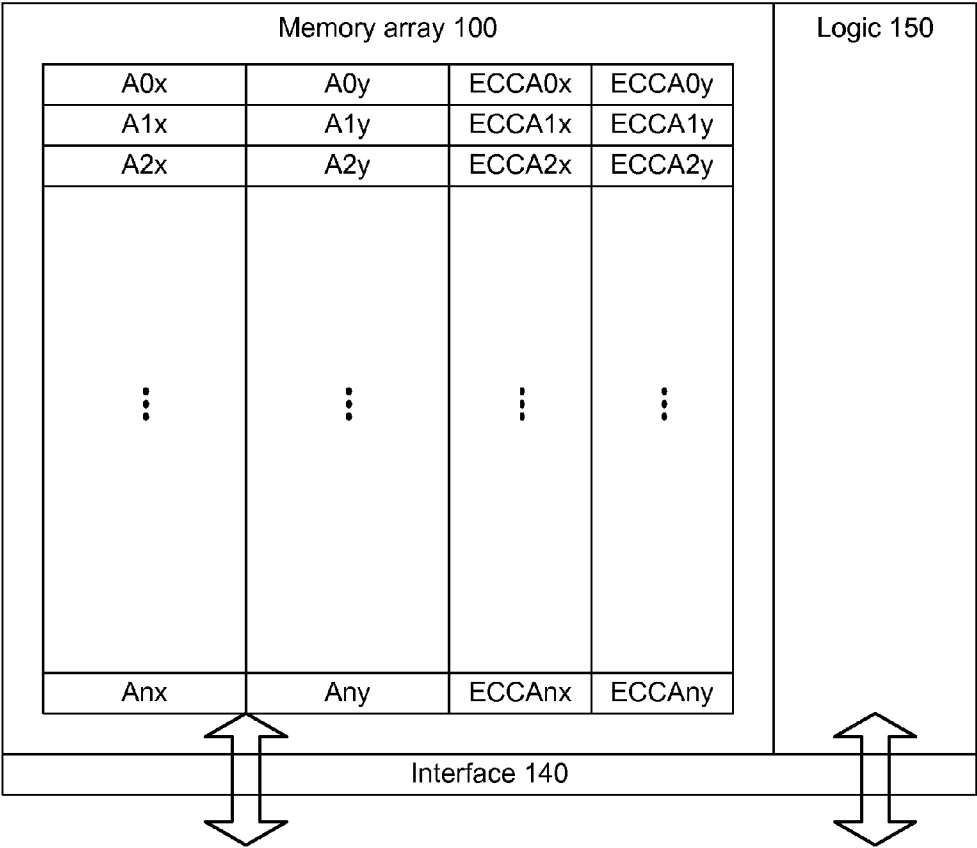 Memory array 100 Logic 150
A0x A0y ECCA0x ECCA0y
A1x A1y ECCA1x ECCA1y
A2x A2y ECCA2x ECCA2y
Anx Any ECCAnx ECCAny
Interface 140